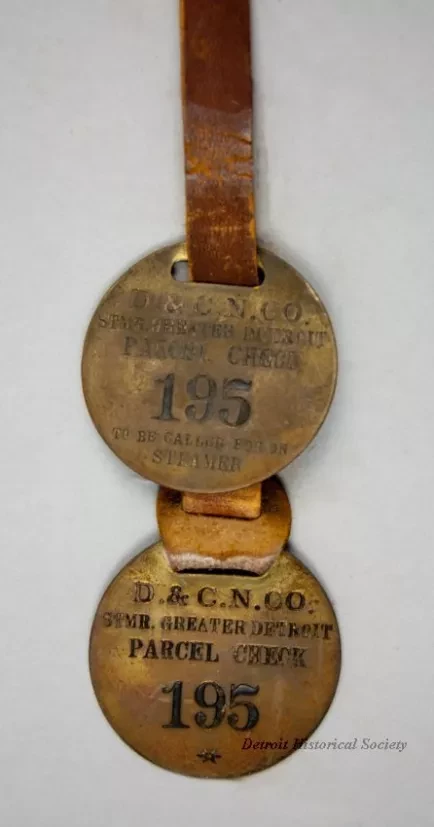 D. & C. N. CO.
STMR. GREATER DETROIT
PARCEL CHECK
195
TO BE CALLED FOR ON
STEAMER
D. & C. N. CO.
STMR. GREATER DETROIT
PARCEL CHECK
195
Detroit Historical Society